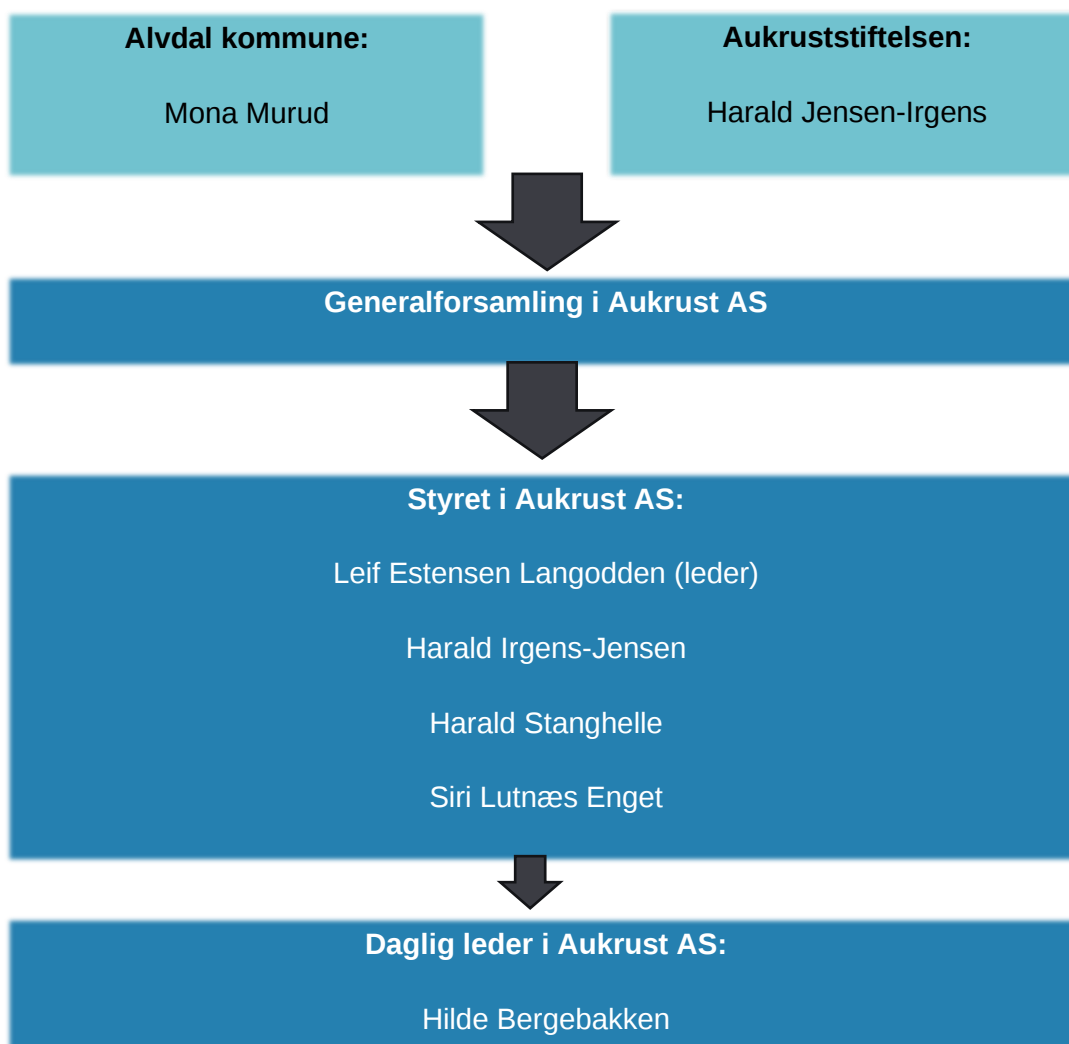 Alvdal kommune:
Mona Murud
Aukruststiftelsen:
Harald Jensen-Irgens
Generalforsamling i Aukrust AS
Styret i Aukrust AS:
Leif Estensen Langodden (leder)
Harald Irgens-Jensen
Harald Stanghelle
Siri Lutnæs Enget
Daglig leder i Aukrust AS:
Hilde Bergebakken